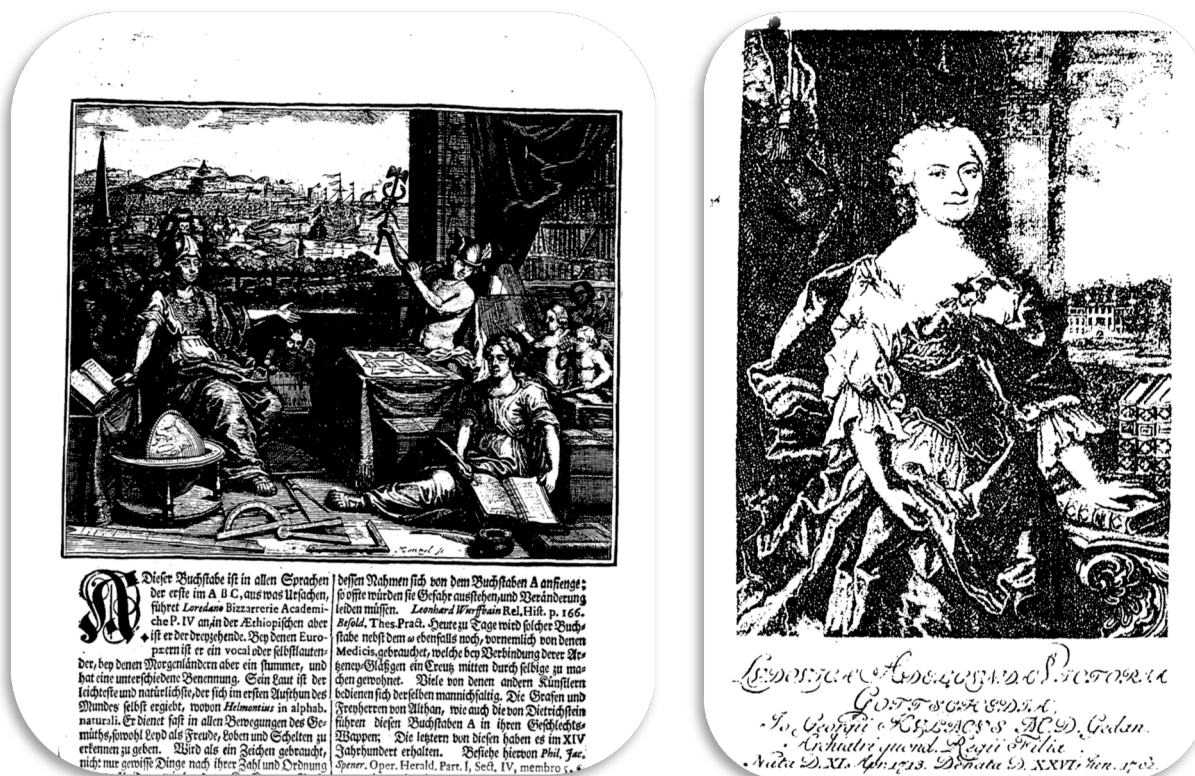 Dieser Buchstabe ist in allen Sprachen
der erste im A B C, aus was Ursachen,
führet Loredano Bizzarrerie Academi-
che P. IV an, in der Æthiopischen aber
ist er der dreyzehende. Bey denen Euro-
pæern ist er ein vocal oder selbstlauten-
der, bey denen Morgenländern aber ein stummer, und
hat eine unterschiedene Benennung. Sein Laut ist der
leichteste und natürlichste, der sich im ersten Aufthun des
Mundes selbst ergiebt, wovon Helmontius in alphab.
naturali. Er dienet fast in allen Bewegungen des Ge-
müths, sowohl Leyd als Freude, Loben und Schelten zu
erkennen zu geben. Wird als ein Zeichen gebraucht,
nicht nur gewisse Dinge nach ihrer Zahl und Ordnung
dessen Nahmen sich von dem Buchstaben A anfienge;
so offte würden sie Gefahr ausstehen, und Veränderung
leiden müssen. Leonhard Wurffbain Rel. Hist. p. 166.
Besold. Thes. Pract. Heute zu Tage wird solcher Buch-
stabe nebst dem ω ebenfalls noch, vornemlich von denen
Medicis, gebrauchet, welche bey Verbindung derer Ar-
tzeney-Gläßgen ein Creutz mitten durch selbige zu ma-
chen gewohnet. Viele von denen andern Künstlern
bedienen sich derselben mannichfaltig. Die Grafen und
Freyherren von Althan, wie auch die von Dietrichstein
führen diesen Buchstaben A in ihren Geschlechts-
Wappen; Die letztern von diesen haben es im XIV
Jahrhundert erhalten. Besiehe hiervon Phil. Jac.
Spener. Oper. Herald. Part. I, Sect. IV, membro 5.
LUDOVICA ADELGUNDA VICTORIA
GOTTSCHEDIA,
Io. Georgii KULMUS M. D. Gedan.
Archiatri quond. Regii Filia
Nata D. XI. Apr. 1713. Denata D. XXVI. Iun. 1762.